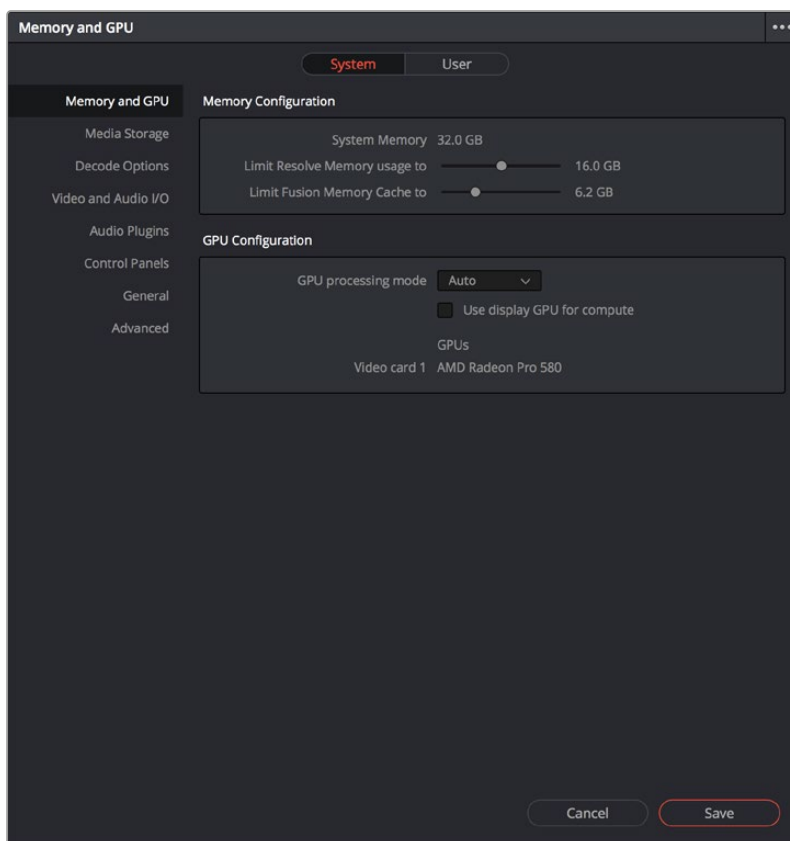 Memory and GPU
System User
Memory and GPU
Media Storage
Decode Options
Video and Audio I/O
Audio Plugins
Control Panels
General
Advanced
Memory Configuration
System Memory 32.0 GB
Limit Resolve Memory usage to 16.0 GB
Limit Fusion Memory Cache to 6.2 GB
GPU Configuration
GPU processing mode Auto
Use display GPU for compute
GPUs
Video card 1 AMD Radeon Pro 580
Cancel Save